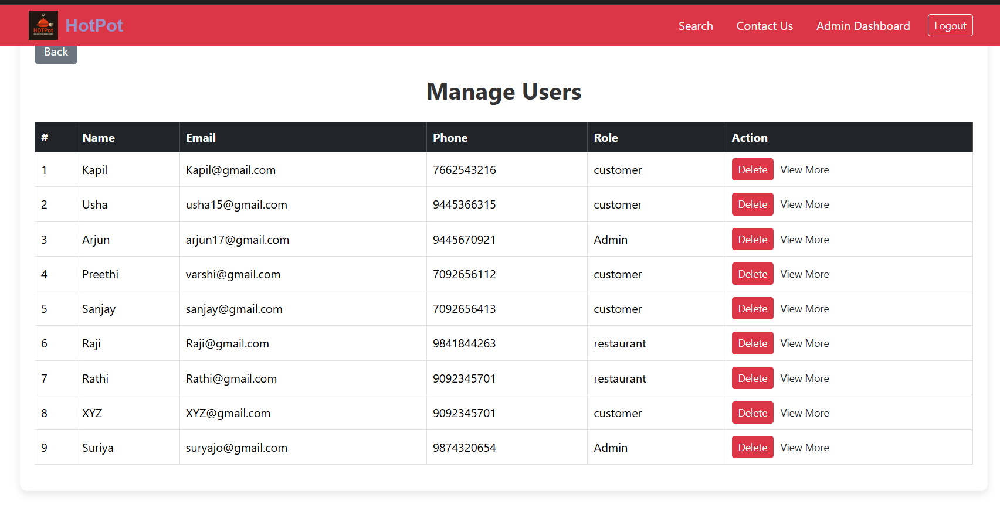 HOTPot
HotPot
Search Contact Us Admin Dashboard Logout
Back
Manage Users
# Name Email Phone Role Action
1 Kapil Kapil@gmail.com 7662543216 customer Delete View More
2 Usha usha15@gmail.com 9445366315 customer Delete View More
3 Arjun arjun17@gmail.com 9445670921 Admin Delete View More
4 Preethi varshi@gmail.com 7092656112 customer Delete View More
5 Sanjay sanjay@gmail.com 7092656413 customer Delete View More
6 Raji Raji@gmail.com 9841844263 restaurant Delete View More
7 Rathi Rathi@gmail.com 9092345701 restaurant Delete View More
8 XYZ XYZ@gmail.com 9092345701 customer Delete View More
9 Suriya suryajo@gmail.com 9874320654 Admin Delete View More